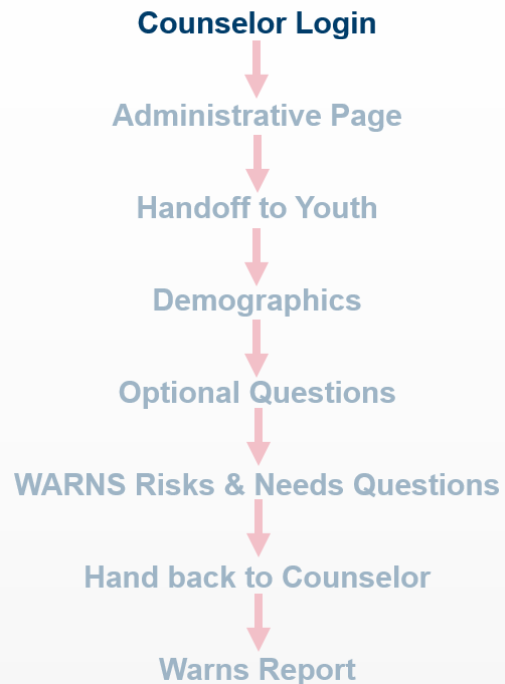 Counselor Login
Administrative Page
Handoff to Youth
Demographics
Optional Questions
WARNS Risks & Needs Questions
Hand back to Counselor
Warns Report